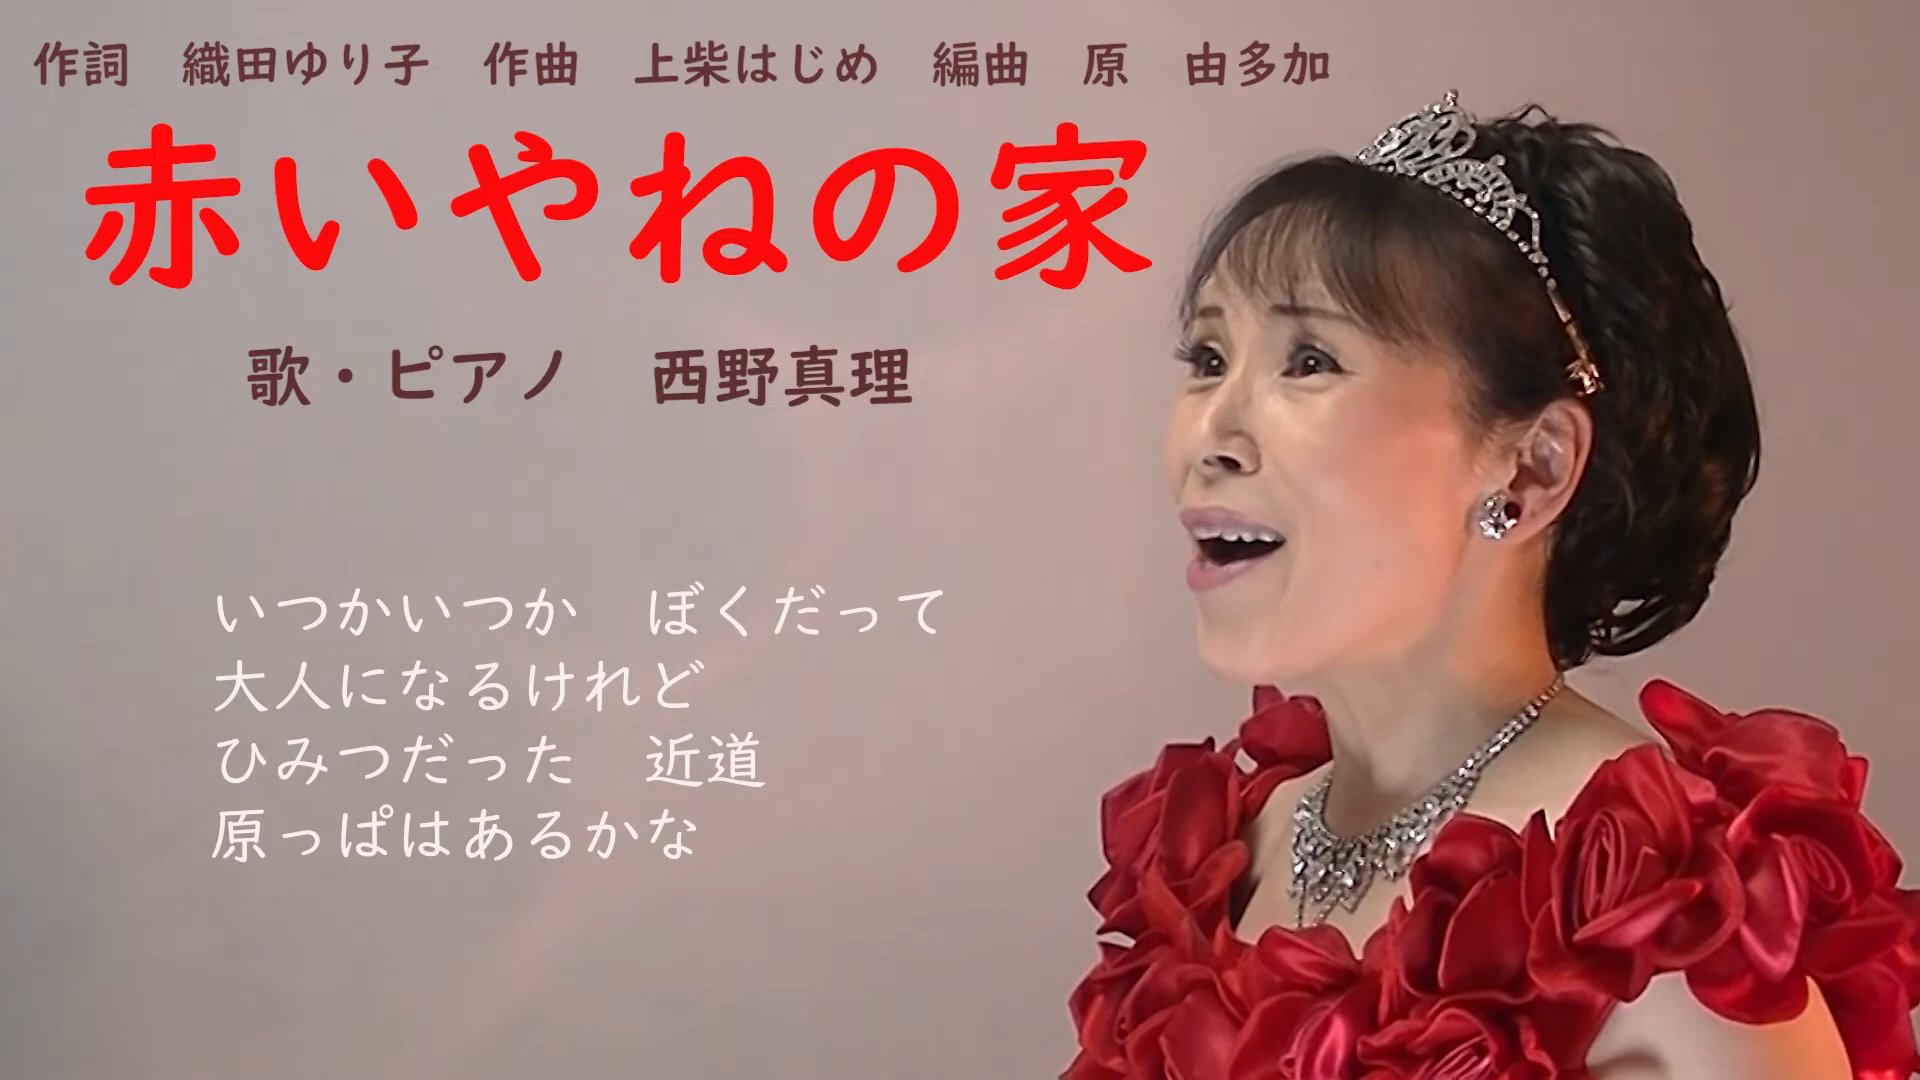 作詞　織田ゆり子　作曲　上柴はじめ　編曲　原　由多加
赤いやねの家
歌・ピアノ　西野真理
いつかいつか　ぼくだって
大人になるけれど
ひみつだった　近道
原っぱはあるかな